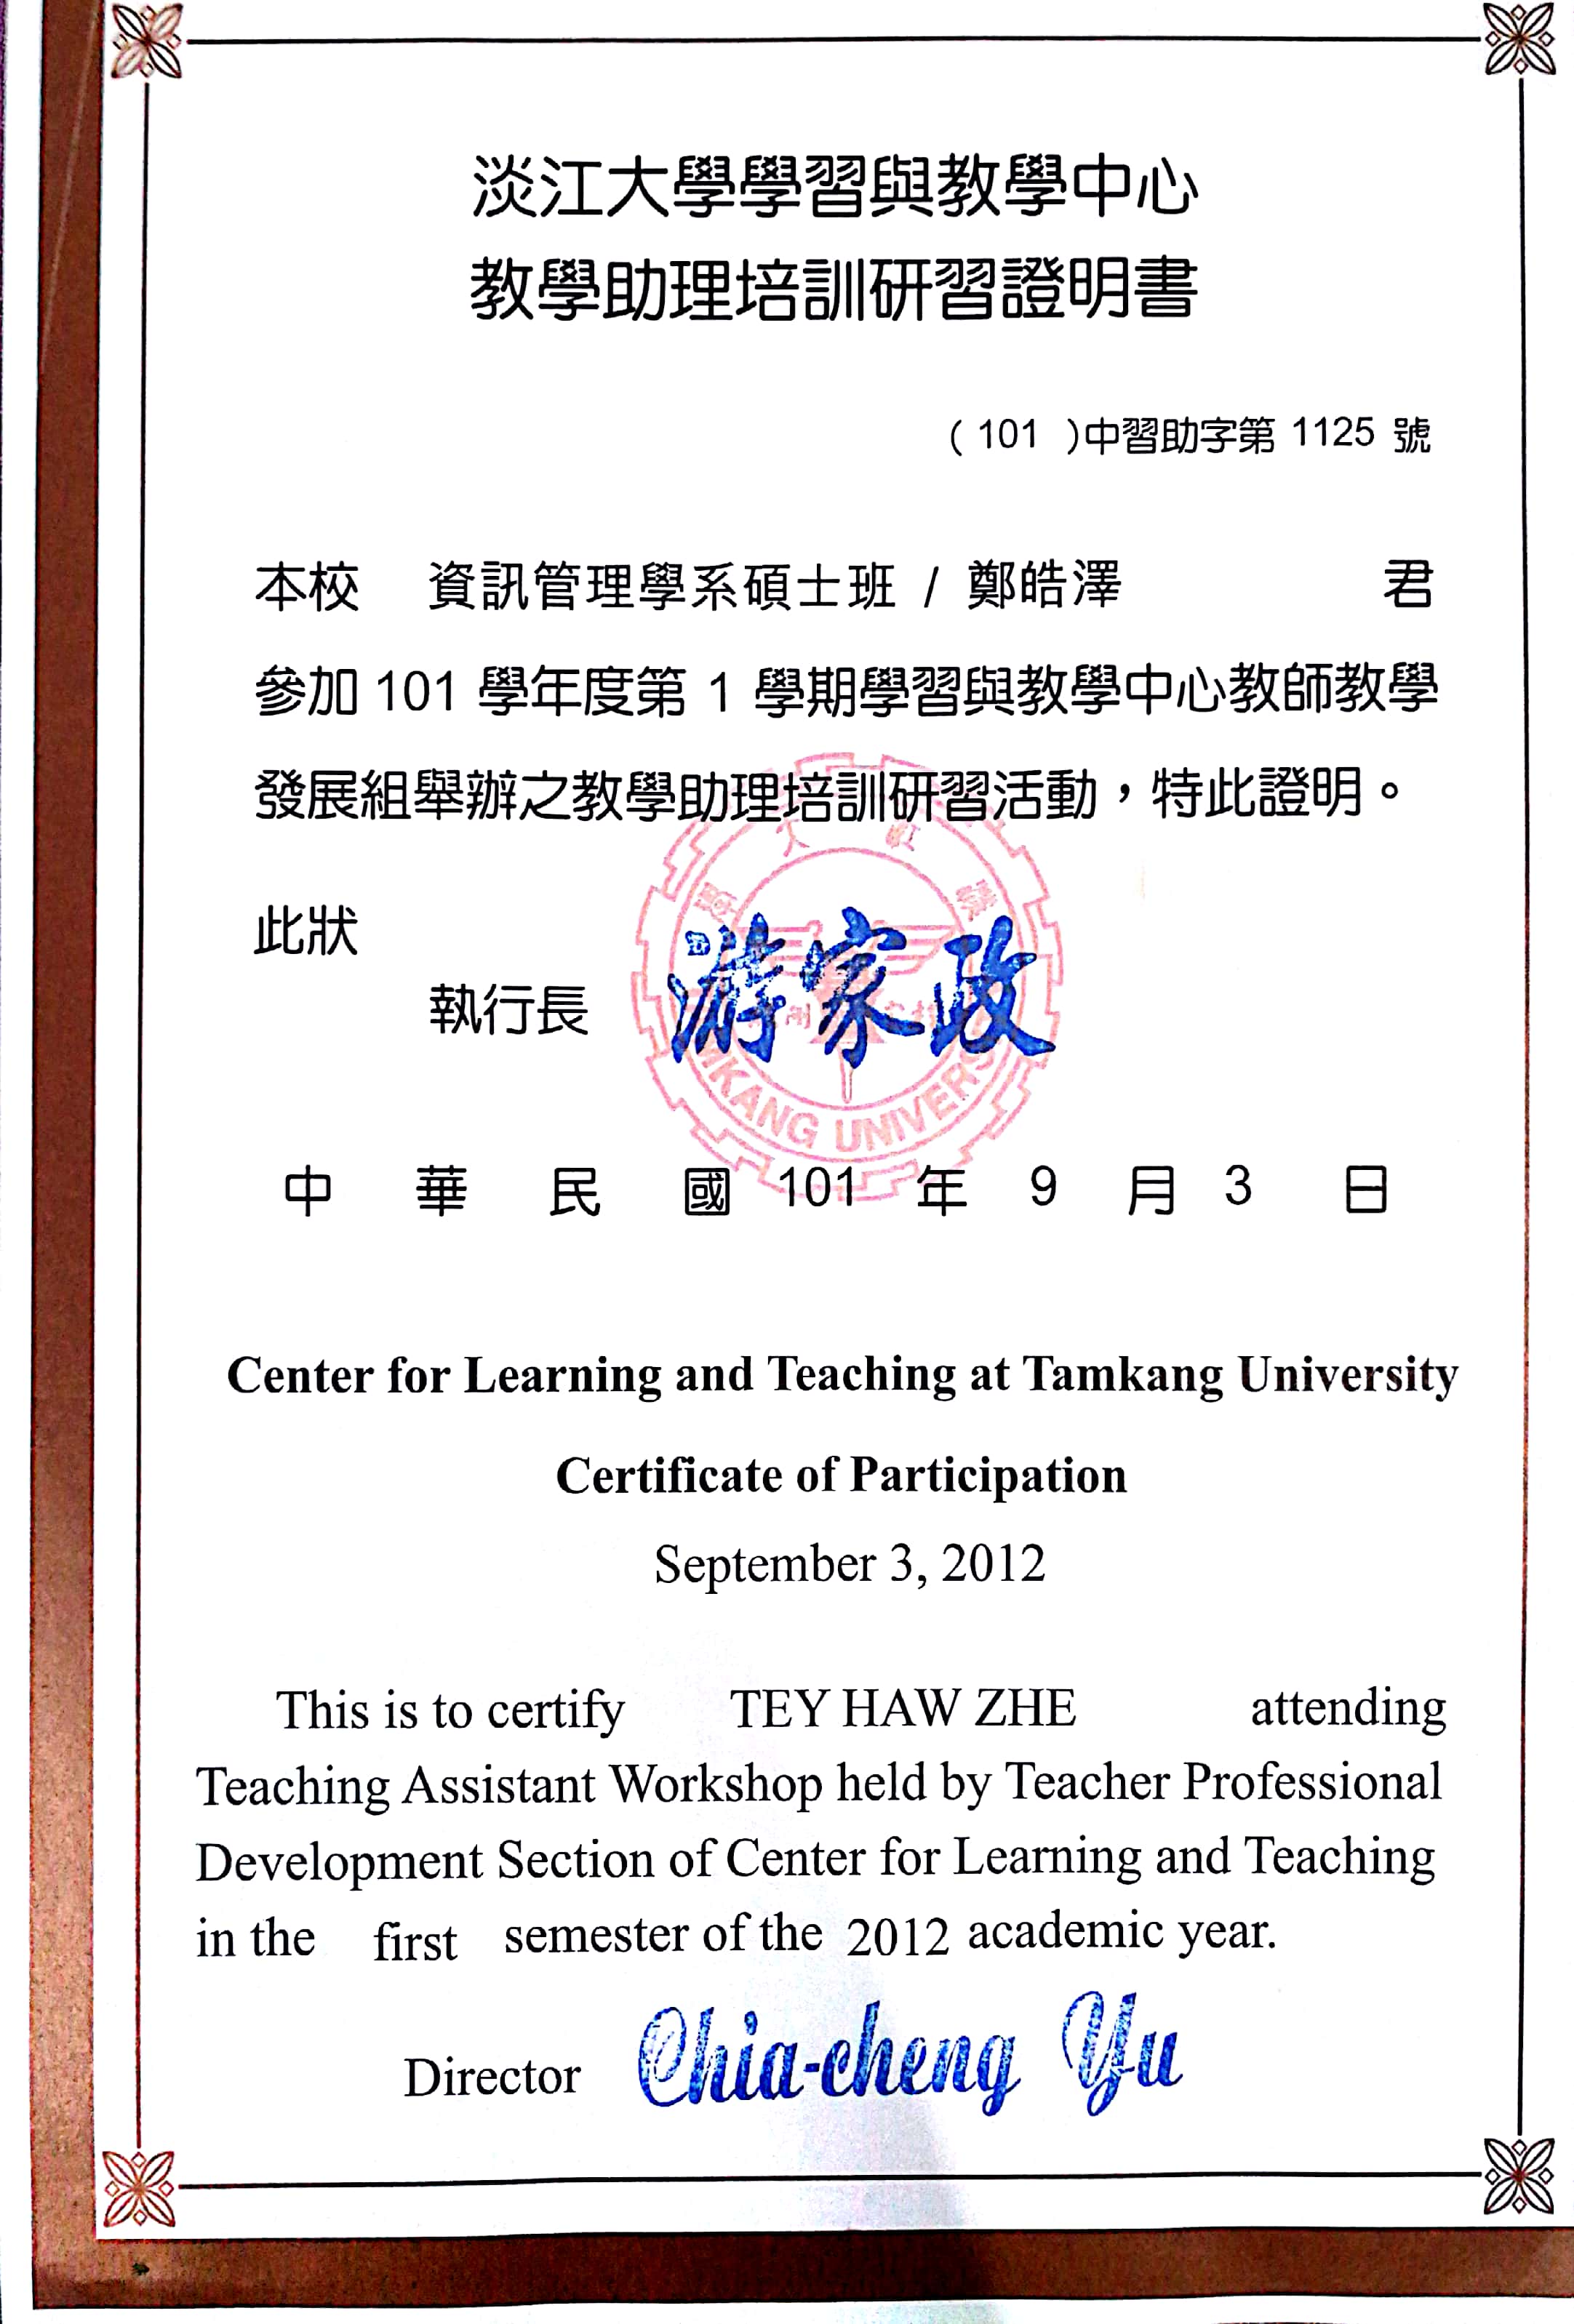 淡江大學學習與教學中心
教學助理培訓研習證明書
( 101 )中習助字第 1125 號
本校 資訊管理學系碩士班 / 鄭皓澤 君
參加 101 學年度第 1 學期學習與教學中心教師教學
發展組舉辦之教學助理培訓研習活動，特此證明。
此狀
執行長 游家政
中華民國 101 年 9 月 3 日
Center for Learning and Teaching at Tamkang University
Certificate of Participation
September 3, 2012
This is to certify TEY HAW ZHE attending
Teaching Assistant Workshop held by Teacher Professional
Development Section of Center for Learning and Teaching
in the first semester of the 2012 academic year.
Director Chia-cheng Yu